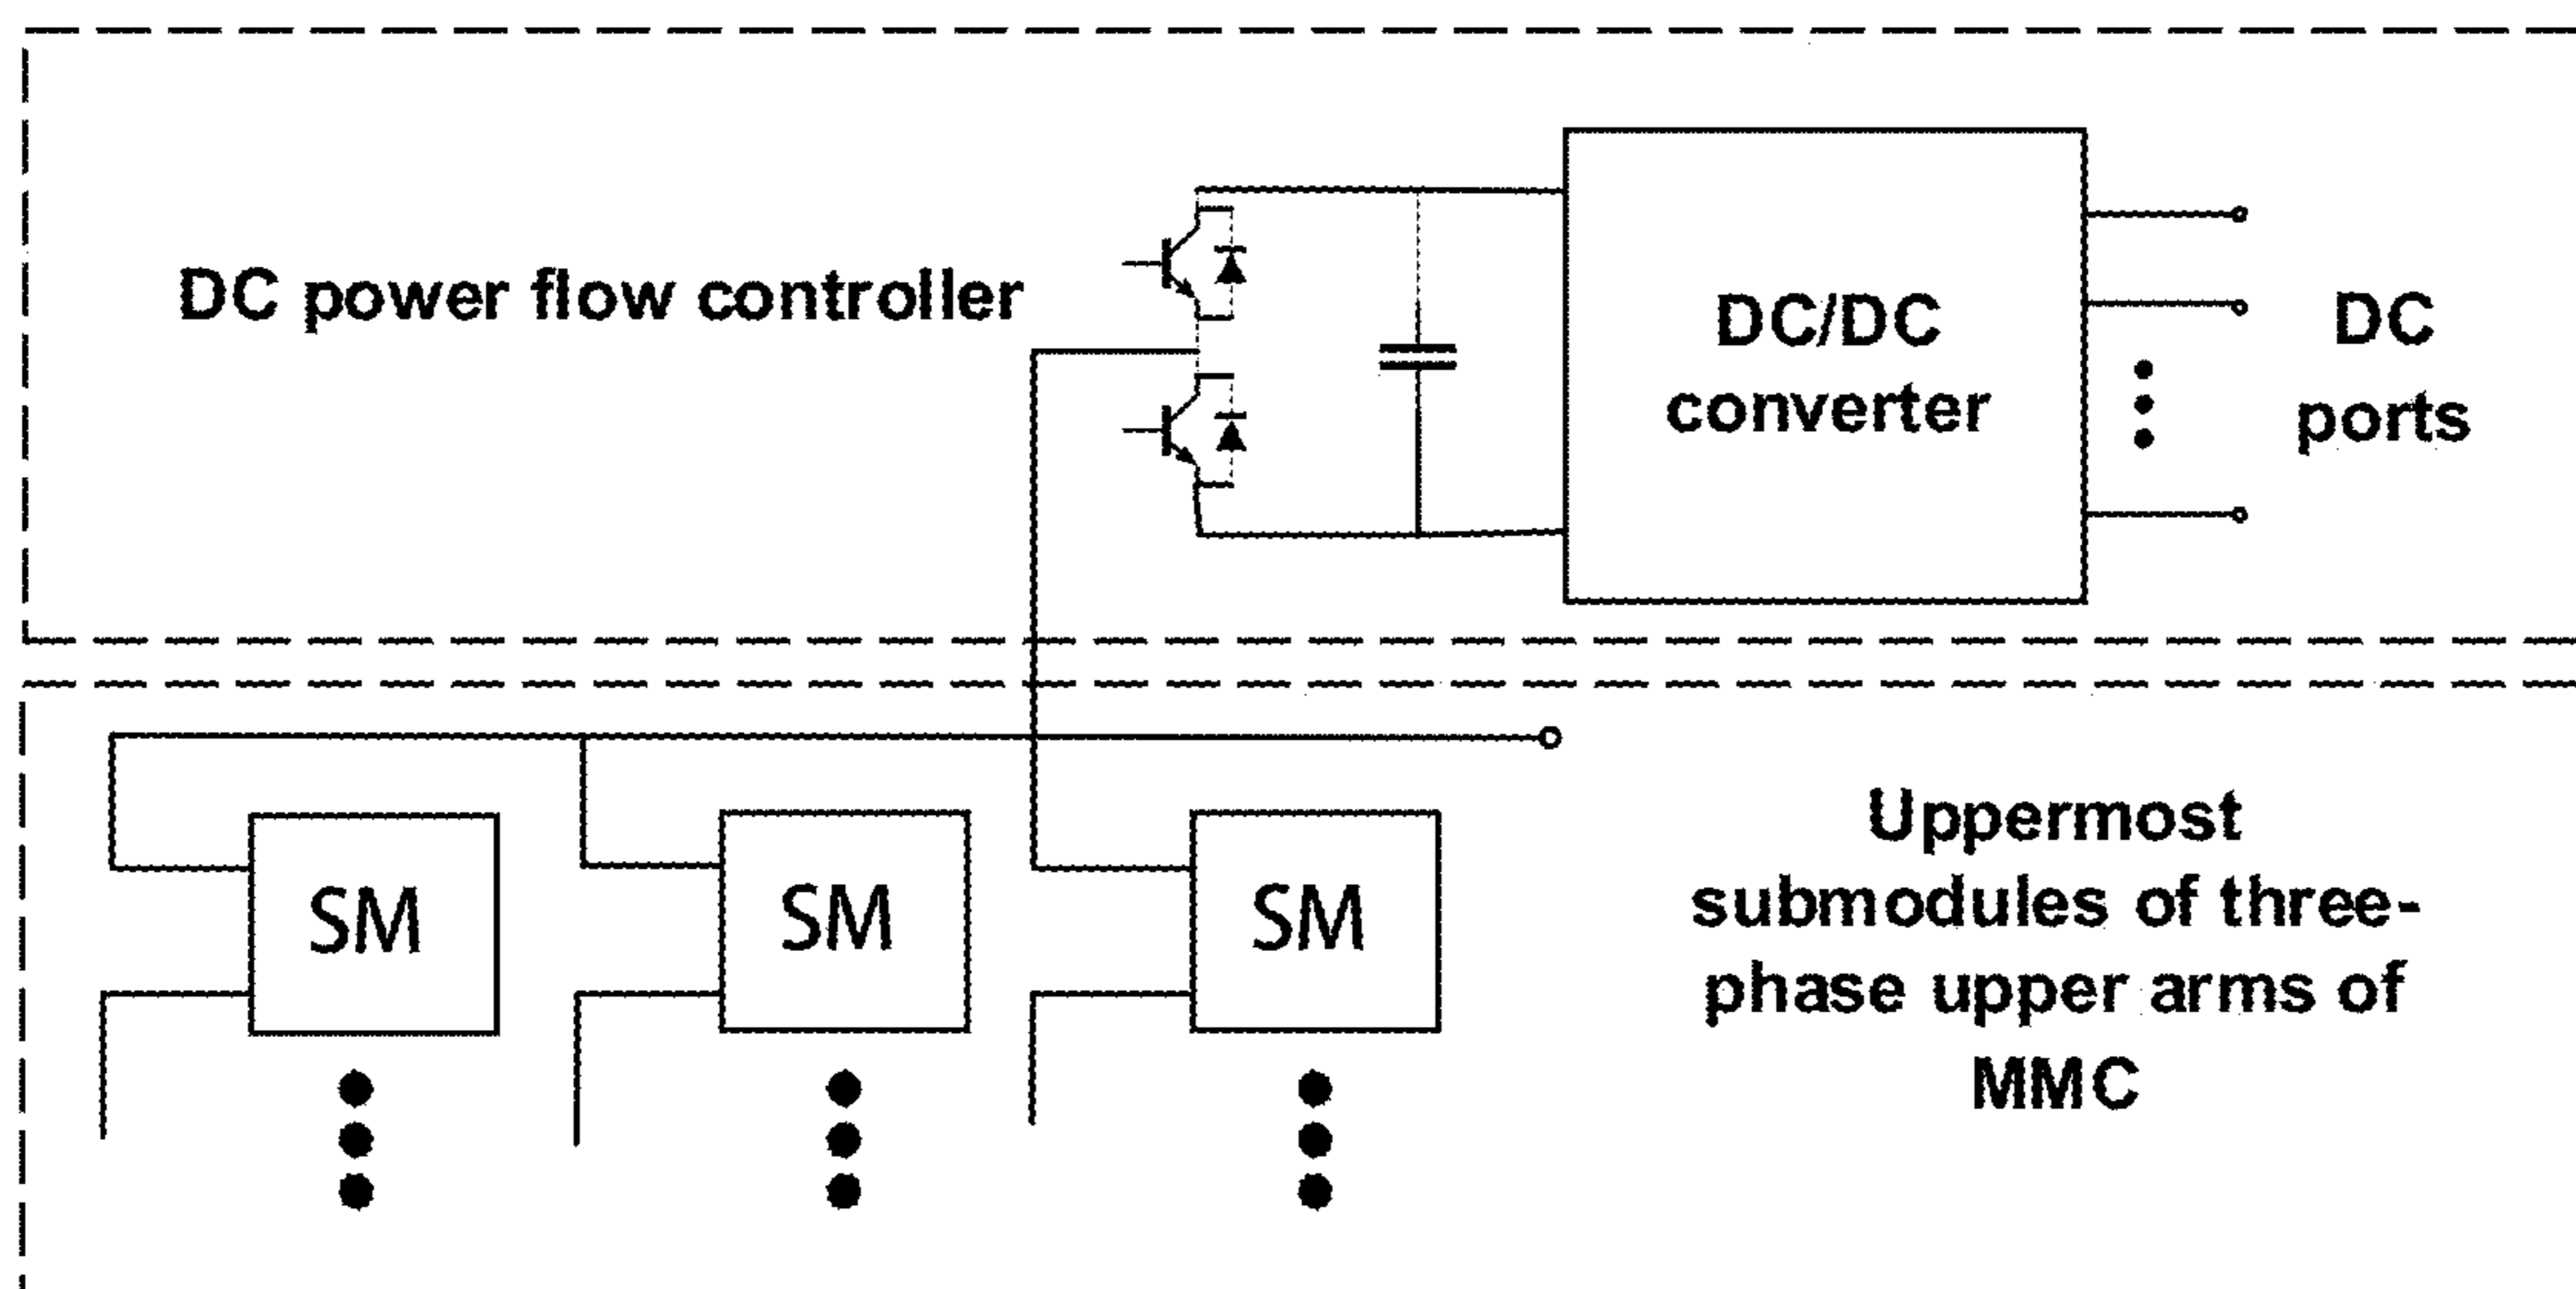 DC power flow controller
DC/DC
converter
DC
ports
SM
SM
SM
Uppermost
submodules of three-
phase upper arms of
MMC